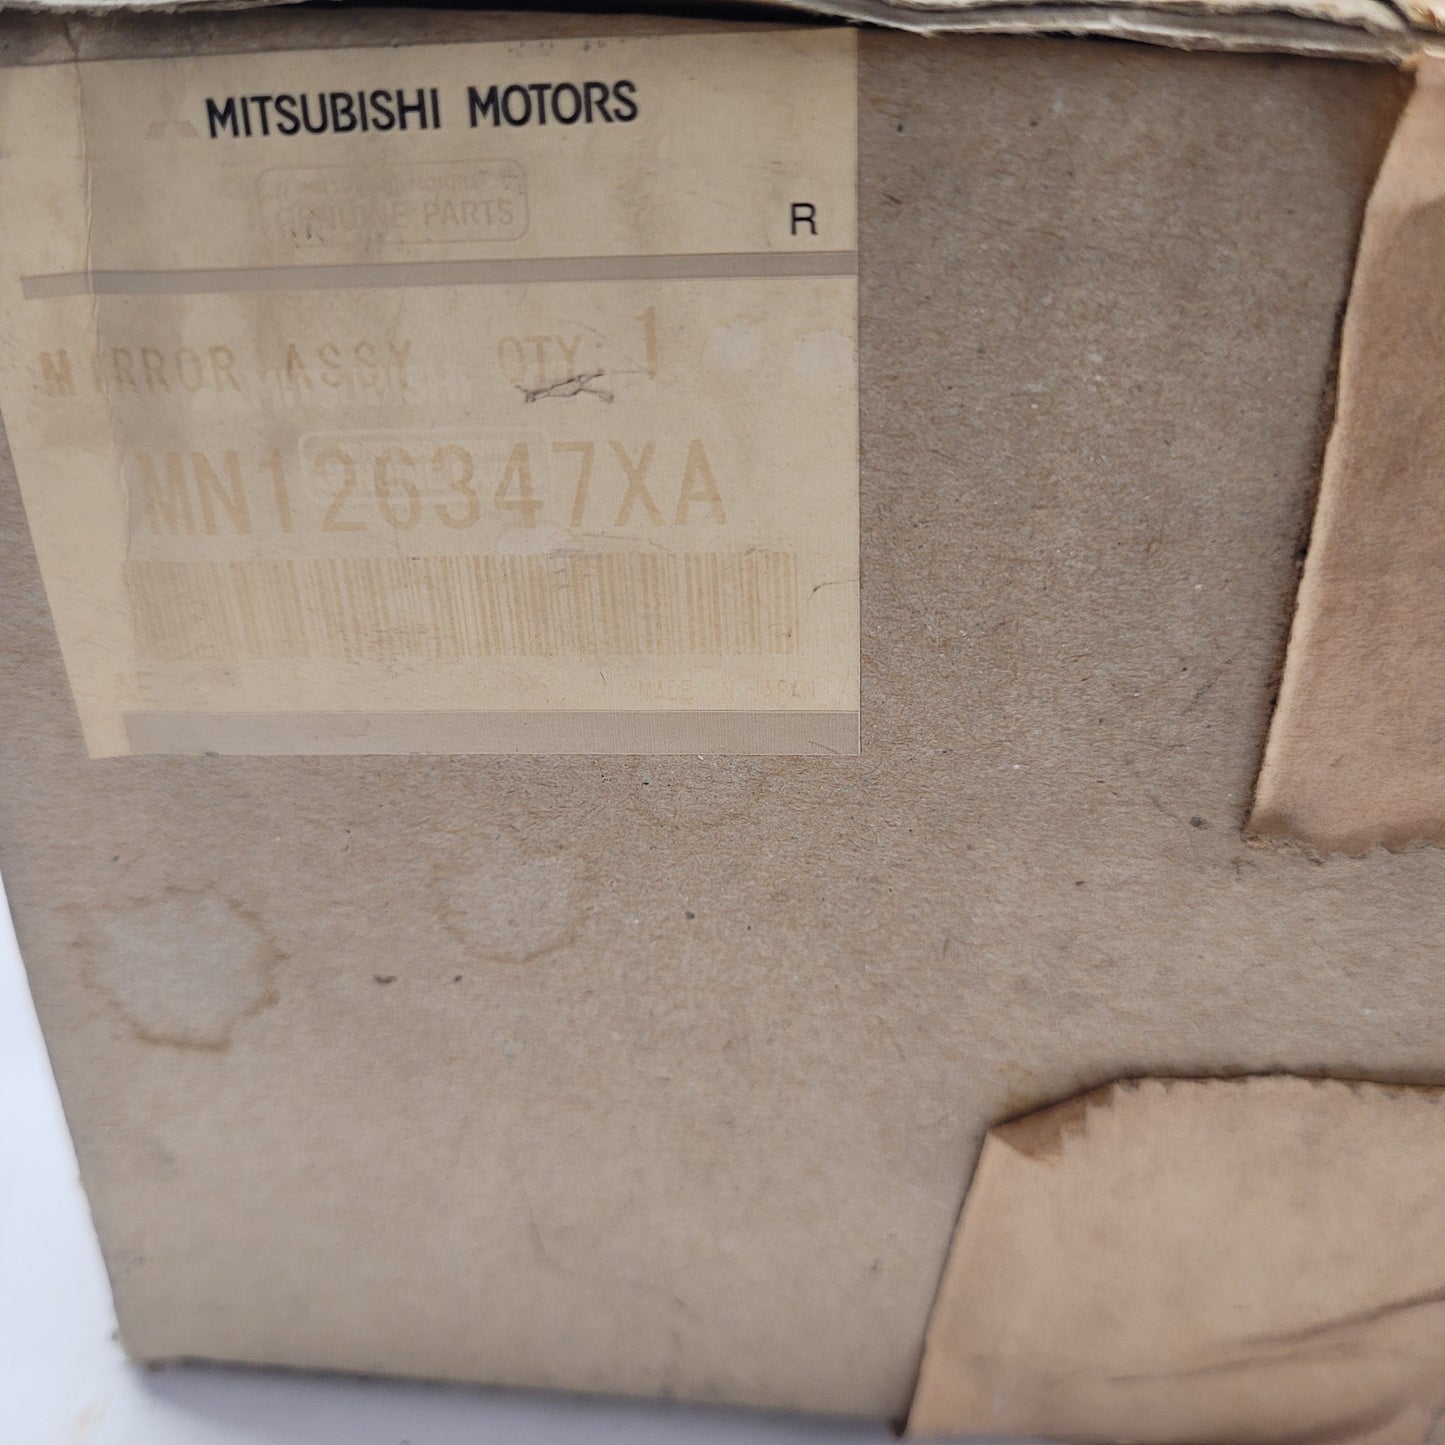 MITSUBISHI MOTORS
GENUINE PARTS
R
MIRROR ASSY QTY 1
MN126347XA
MADE IN JAPAN